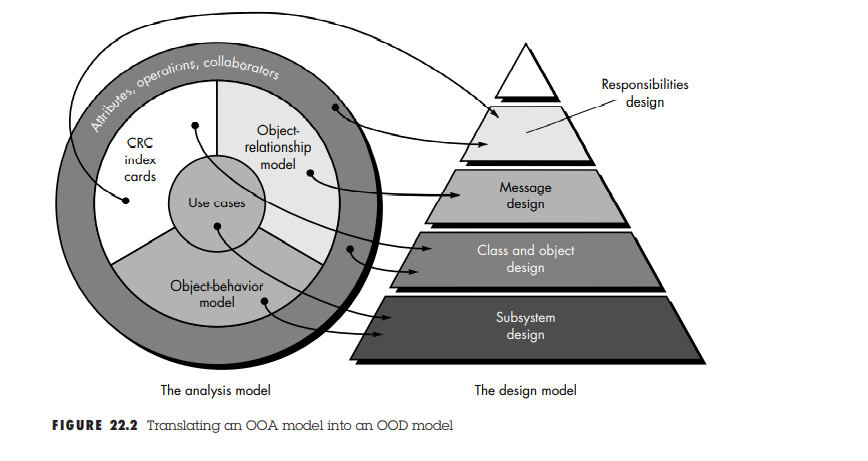 Attributes, operations, collaborators
CRC
index
cards
Object-
relationship
model
Use cases
Object-behavior
model
Responsibilities
design
Message
design
Class and object
design
Subsystem
design
The analysis model
The design model
FIGURE 22.2 Translating an OOA model into an OOD model